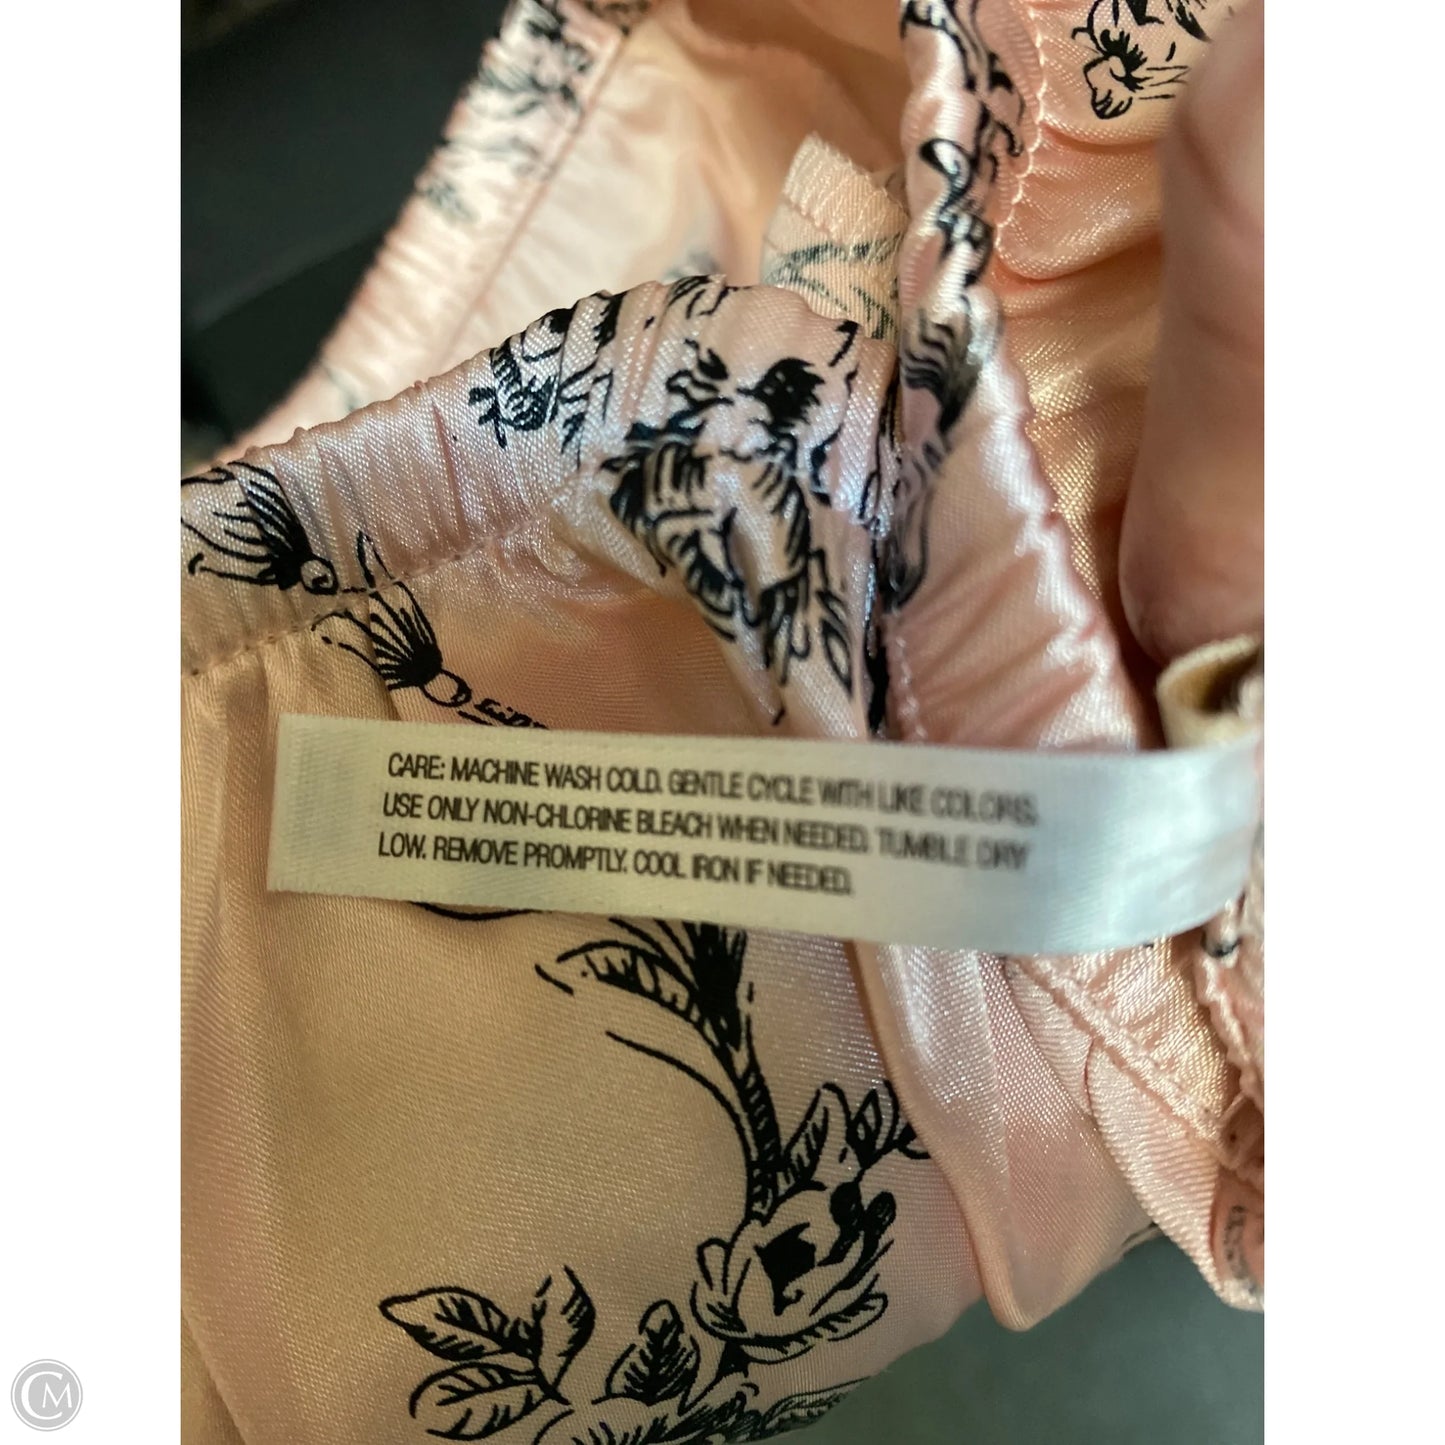 CARE: MACHINE WASH COLD. GENTLE CYCLE WITH LIKE COLORS.
USE ONLY NON-CHLORINE BLEACH WHEN NEEDED. TUMBLE DRY
LOW. REMOVE PROMPTLY. COOL IRON IF NEEDED.
CM